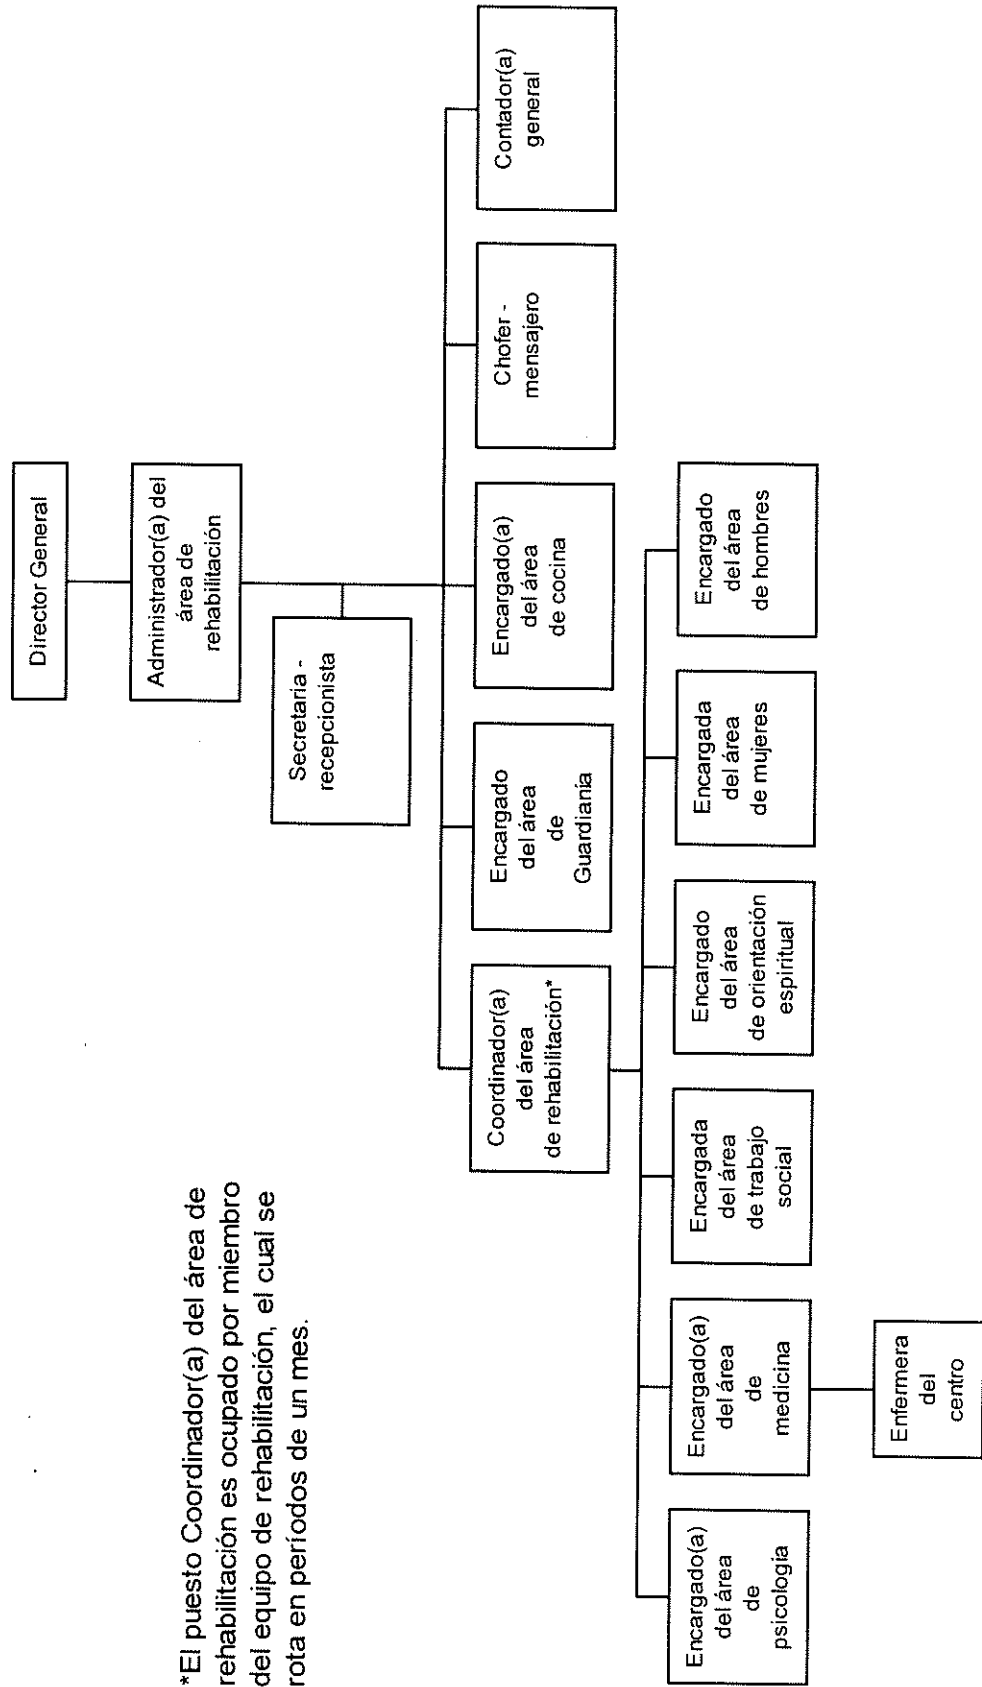 Director General
Administrador(a) del
área de
rehabilitación
Secretaria -
recepcionista
Coordinador(a)
del área
de rehabilitación*
Encargado
del área
de
Guardianía
Encargado(a)
del área
de cocina
Chofer -
mensajero
Contador(a)
general
Encargado(a)
del área
de
psicología
Encargado(a)
del área
de
medicina
Encargada
del área
de trabajo
social
Encargado
del área
de orientación
espiritual
Encargada
del área
de mujeres
Encargado
del área
de hombres
Enfermera
del
centro
*El puesto Coordinador(a) del área de
rehabilitación es ocupado por miembro
del equipo de rehabilitación, el cual se
rota en períodos de un mes.